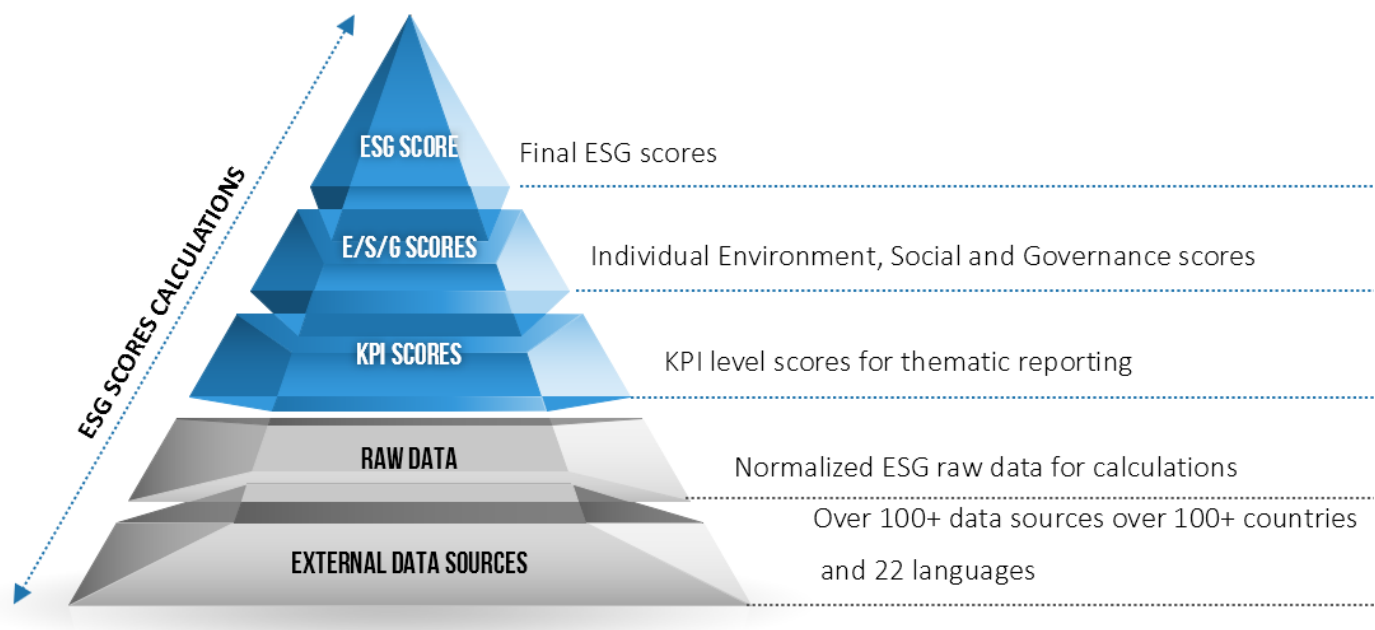 ESG SCORES CALCULATIONS
ESG SCORE
Final ESG scores
E/S/G SCORES
Individual Environment, Social and Governance scores
KPI SCORES
KPI level scores for thematic reporting
RAW DATA
Normalized ESG raw data for calculations
EXTERNAL DATA SOURCES
Over 100+ data sources over 100+ countries
and 22 languages